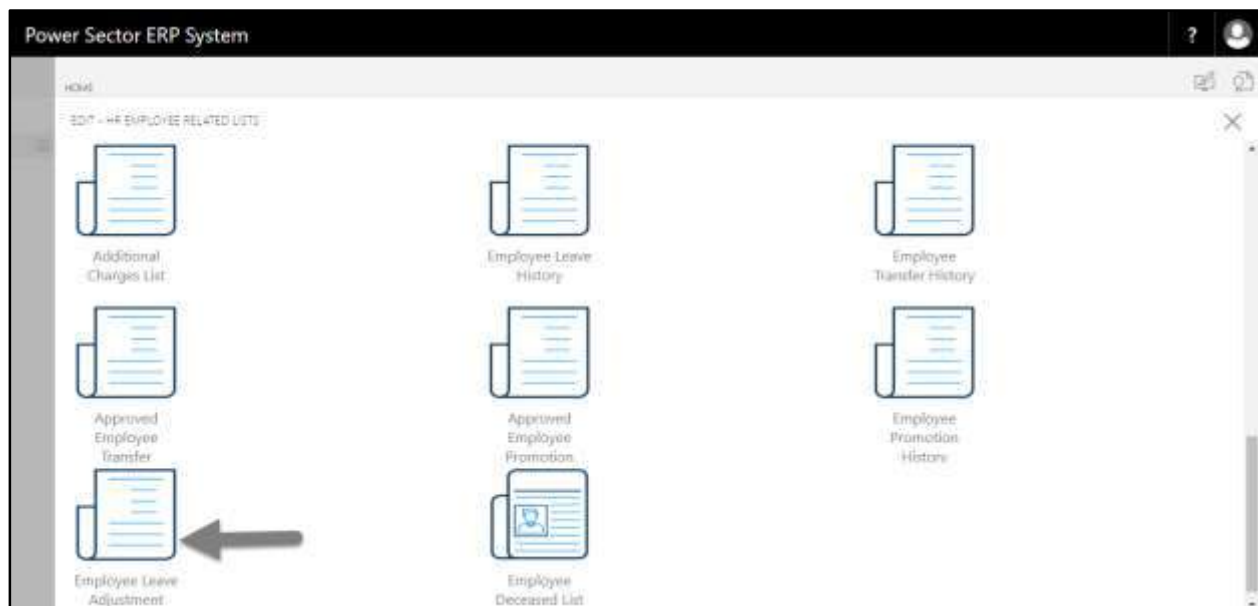 Power Sector ERP System
?
HOME
EDIT - HR EMPLOYEE RELATED LISTS
Additional
Charges List
Employee Leave
History
Employee
Transfer History
Approved
Employee
Transfer
Approved
Employee
Promotion
Employee
Promotion
History
Employee Leave
Adjustment
Employee
Deceased List